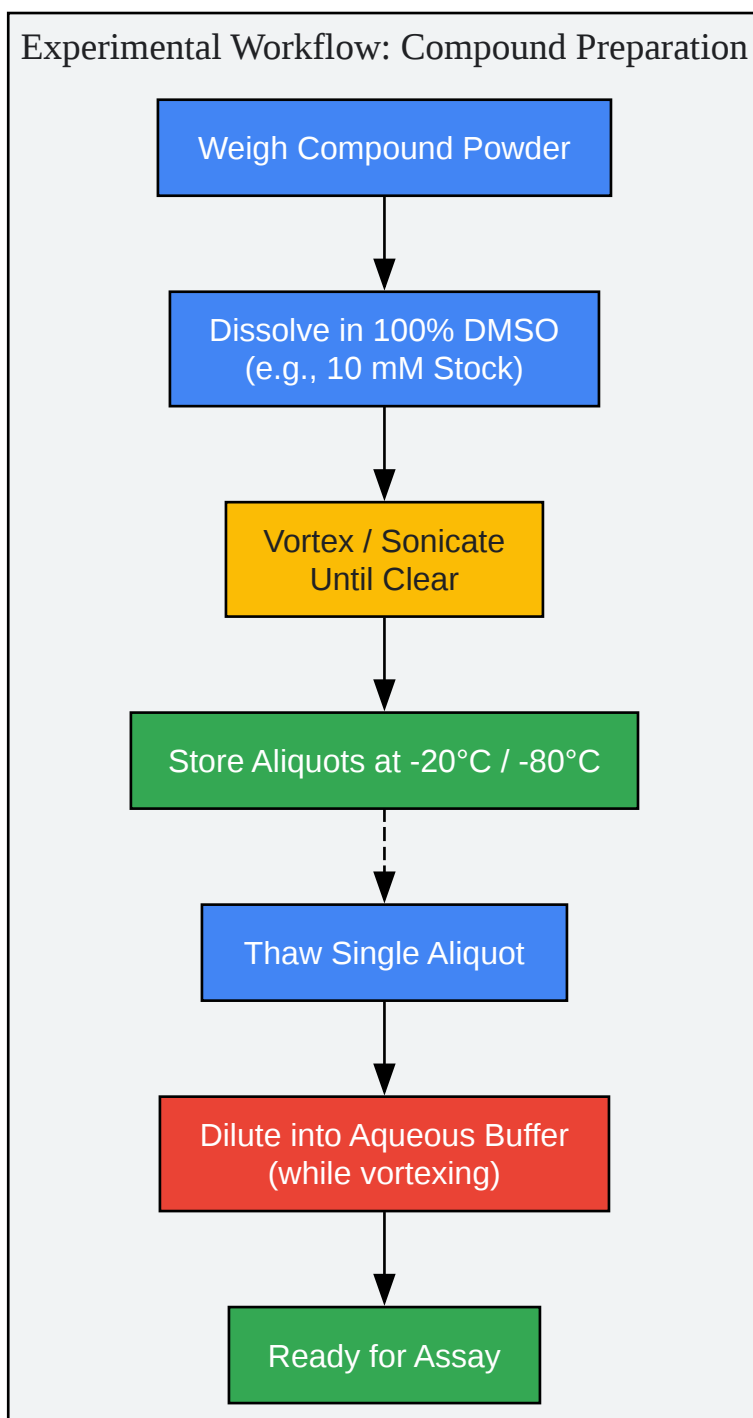 Experimental Workflow: Compound Preparation
Weigh Compound Powder
Dissolve in 100% DMSO
(e.g., 10 mM Stock)
Vortex / Sonicate
Until Clear
Store Aliquots at -20°C / -80°C
Thaw Single Aliquot
Dilute into Aqueous Buffer
(while vortexing)
Ready for Assay